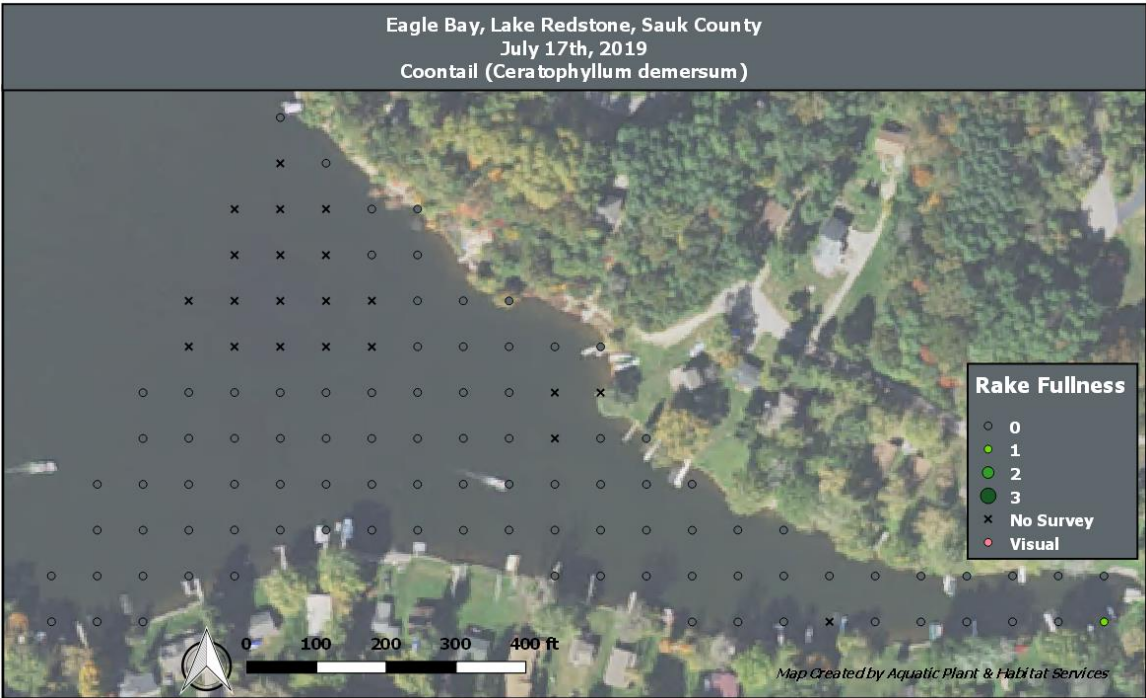 Eagle Bay, Lake Redstone, Sauk County
July 17th, 2019
Coontail (Ceratophyllum demersum)
Rake Fullness
0
1
2
3
No Survey
Visual
0 100 200 300 400 ft
Map Created by Aquatic Plant & Habitat Services